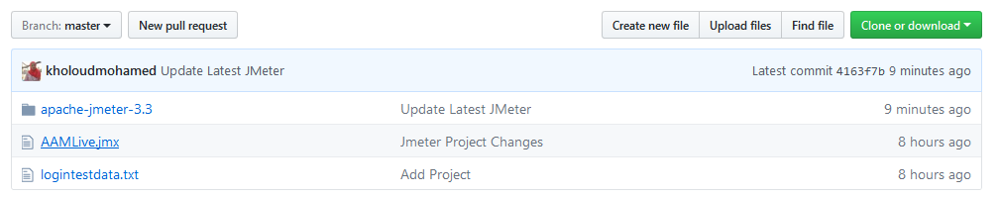 Branch: master New pull request Create new file Upload files Find file Clone or download
kholoudmohamed Update Latest JMeter Latest commit 4163f7b 9 minutes ago
apache-jmeter-3.3 Update Latest JMeter 9 minutes ago
AAMLive.jmx Jmeter Project Changes 8 hours ago
logintestdata.txt Add Project 8 hours ago